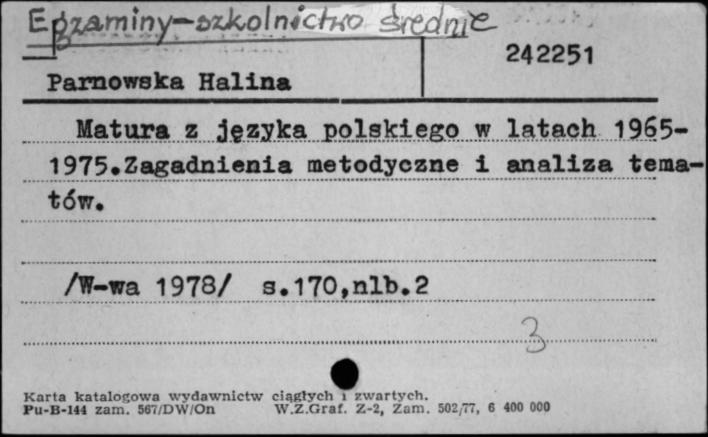 Egzaminy-szkolnictwo średnie
242251
Parnowska Halina
Matura z języka polskiego w latach 1965-
1975.Zagadnienia metodyczne i analiza tema-
tów.
/W-wa 1978/ s.170,nlb.2
3
Karta katalogowa wydawnictw ciągłych i zwartych.
Pu-B-144 zam. 567/DW/On W.Z.Graf. Z-2, Zam. 502/77, 6 400 000